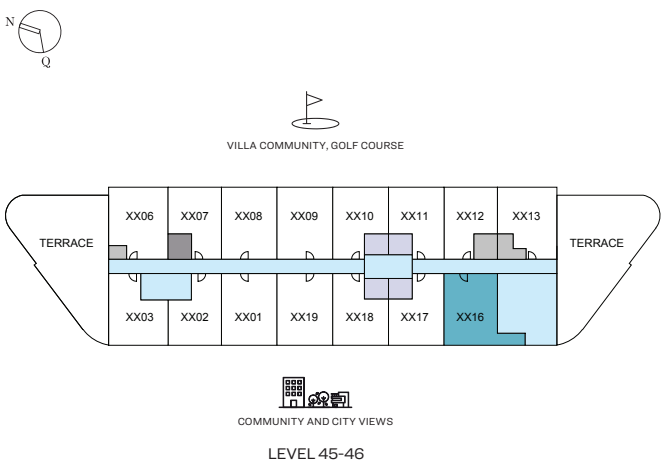 N
Q
VILLA COMMUNITY, GOLF COURSE
XX06 XX07 XX08 XX09 XX10 XX11 XX12 XX13
TERRACE TERRACE
XX03 XX02 XX01 XX19 XX18 XX17 XX16
COMMUNITY AND CITY VIEWS
LEVEL 45-46